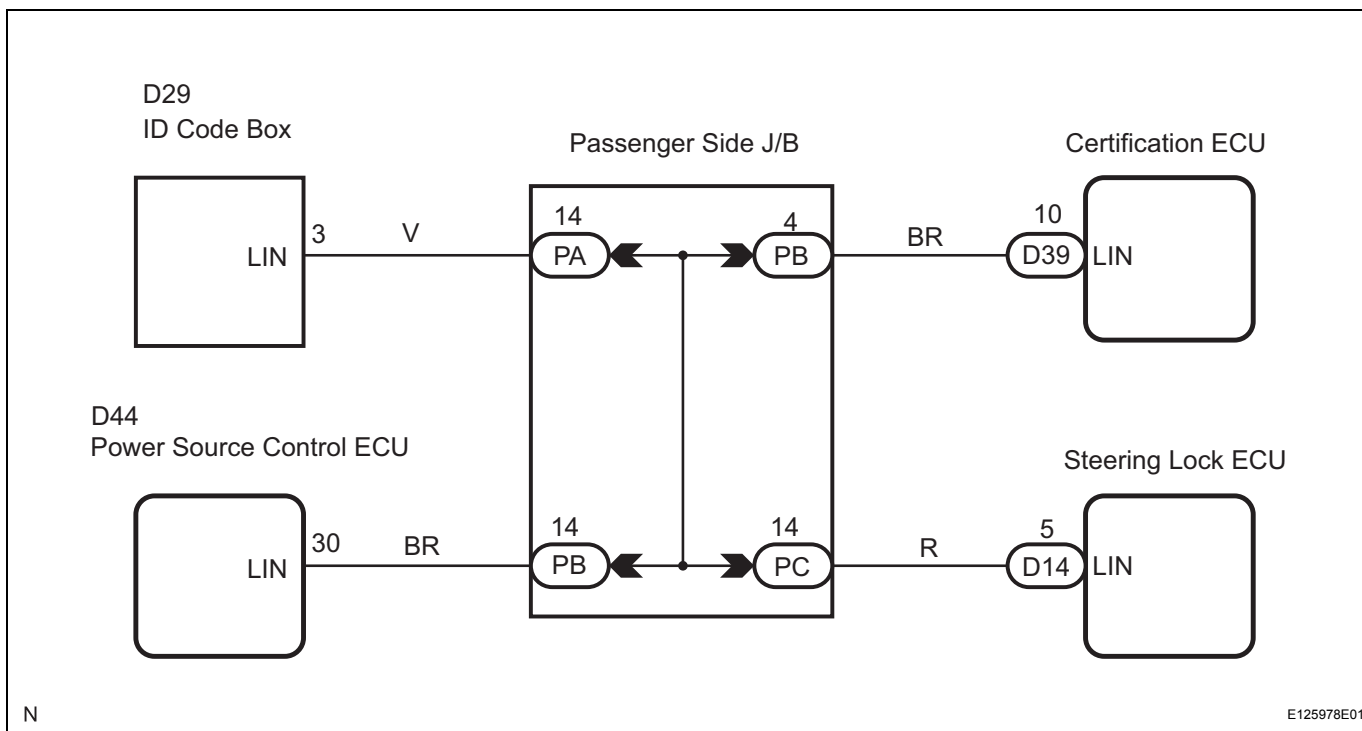 D29
ID Code Box
Passenger Side J/B
Certification ECU
LIN
3
V
14
PA
4
PB
BR
10
D39
LIN
D44
Power Source Control ECU
Steering Lock ECU
LIN
30
BR
14
PB
14
PC
R
5
D14
LIN
N
E125978E01